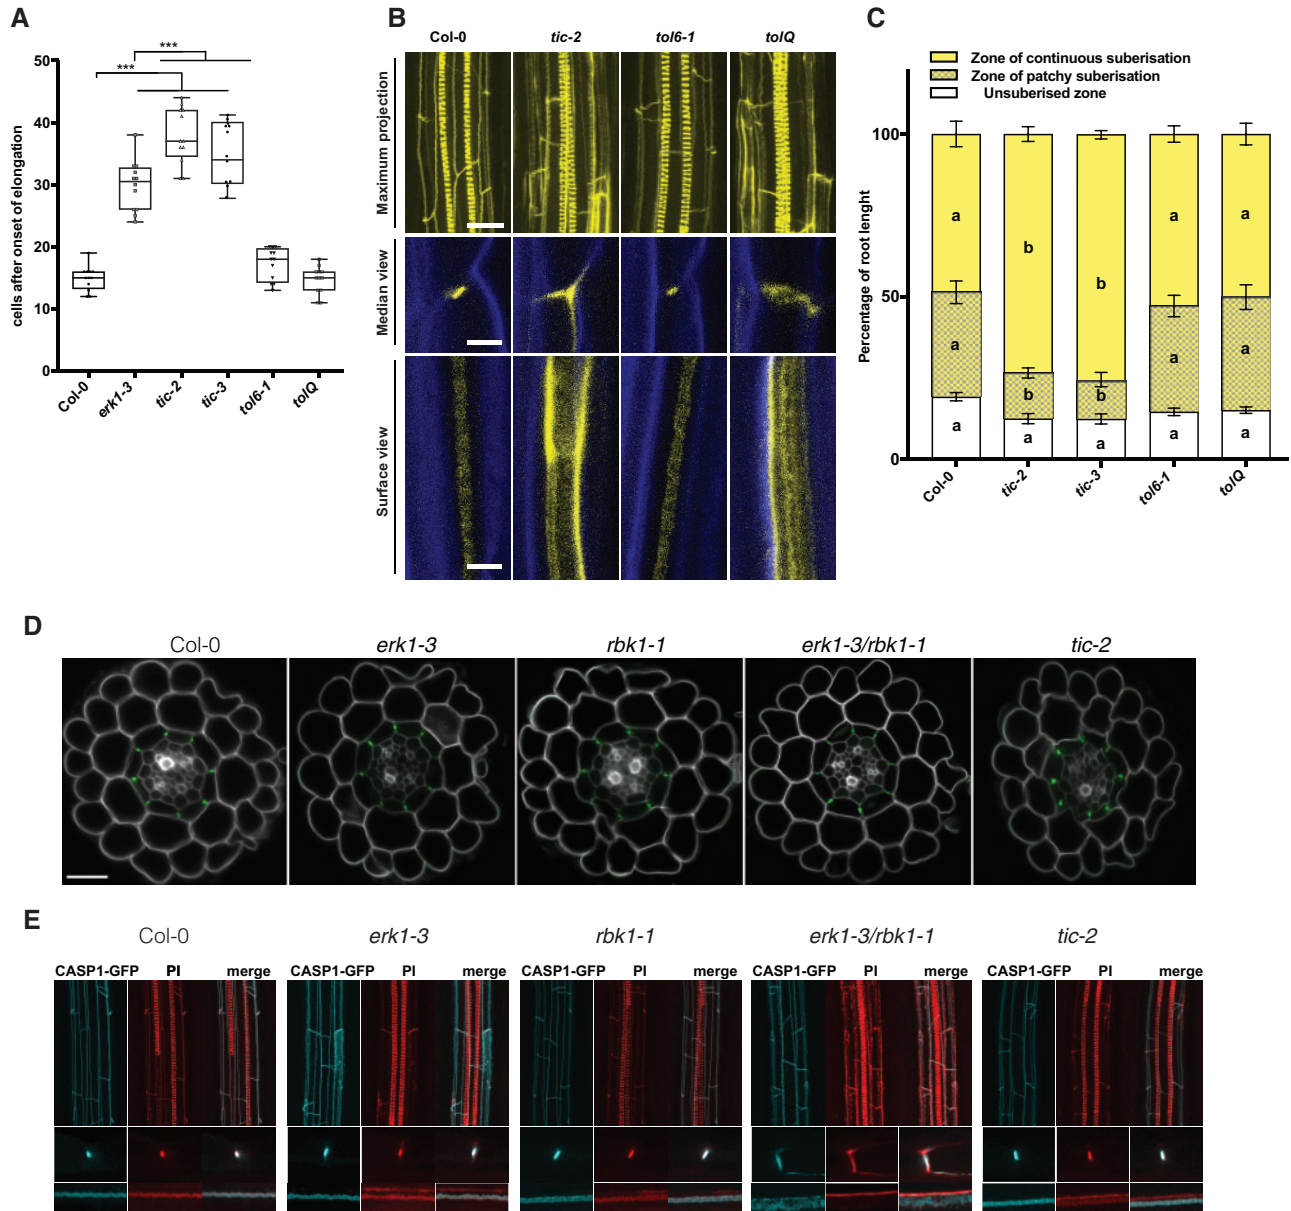 A
***
***
cells after onset of elongation
50
40
30
20
10
0
Col-0
erk1-3
tic-2
tic-3
tol6-1
tolQ
B
Col-0
tic-2
tol6-1
tolQ
Maximum projection
Median view
Surface view
C
Zone of continuous suberisation
Zone of patchy suberisation
Unsuberised zone
Percentage of root lenght
100
50
0
a
b
b
a
a
a
b
b
a
a
a
a
a
a
a
Col-0
tic-2
tic-3
tol6-1
tolQ
D
Col-0
erk1-3
rbk1-1
erk1-3/rbk1-1
tic-2
E
Col-0
erk1-3
rbk1-1
erk1-3/rbk1-1
tic-2
CASP1-GFP PI merge
CASP1-GFP PI merge
CASP1-GFP PI merge
CASP1-GFP PI merge
CASP1-GFP PI merge